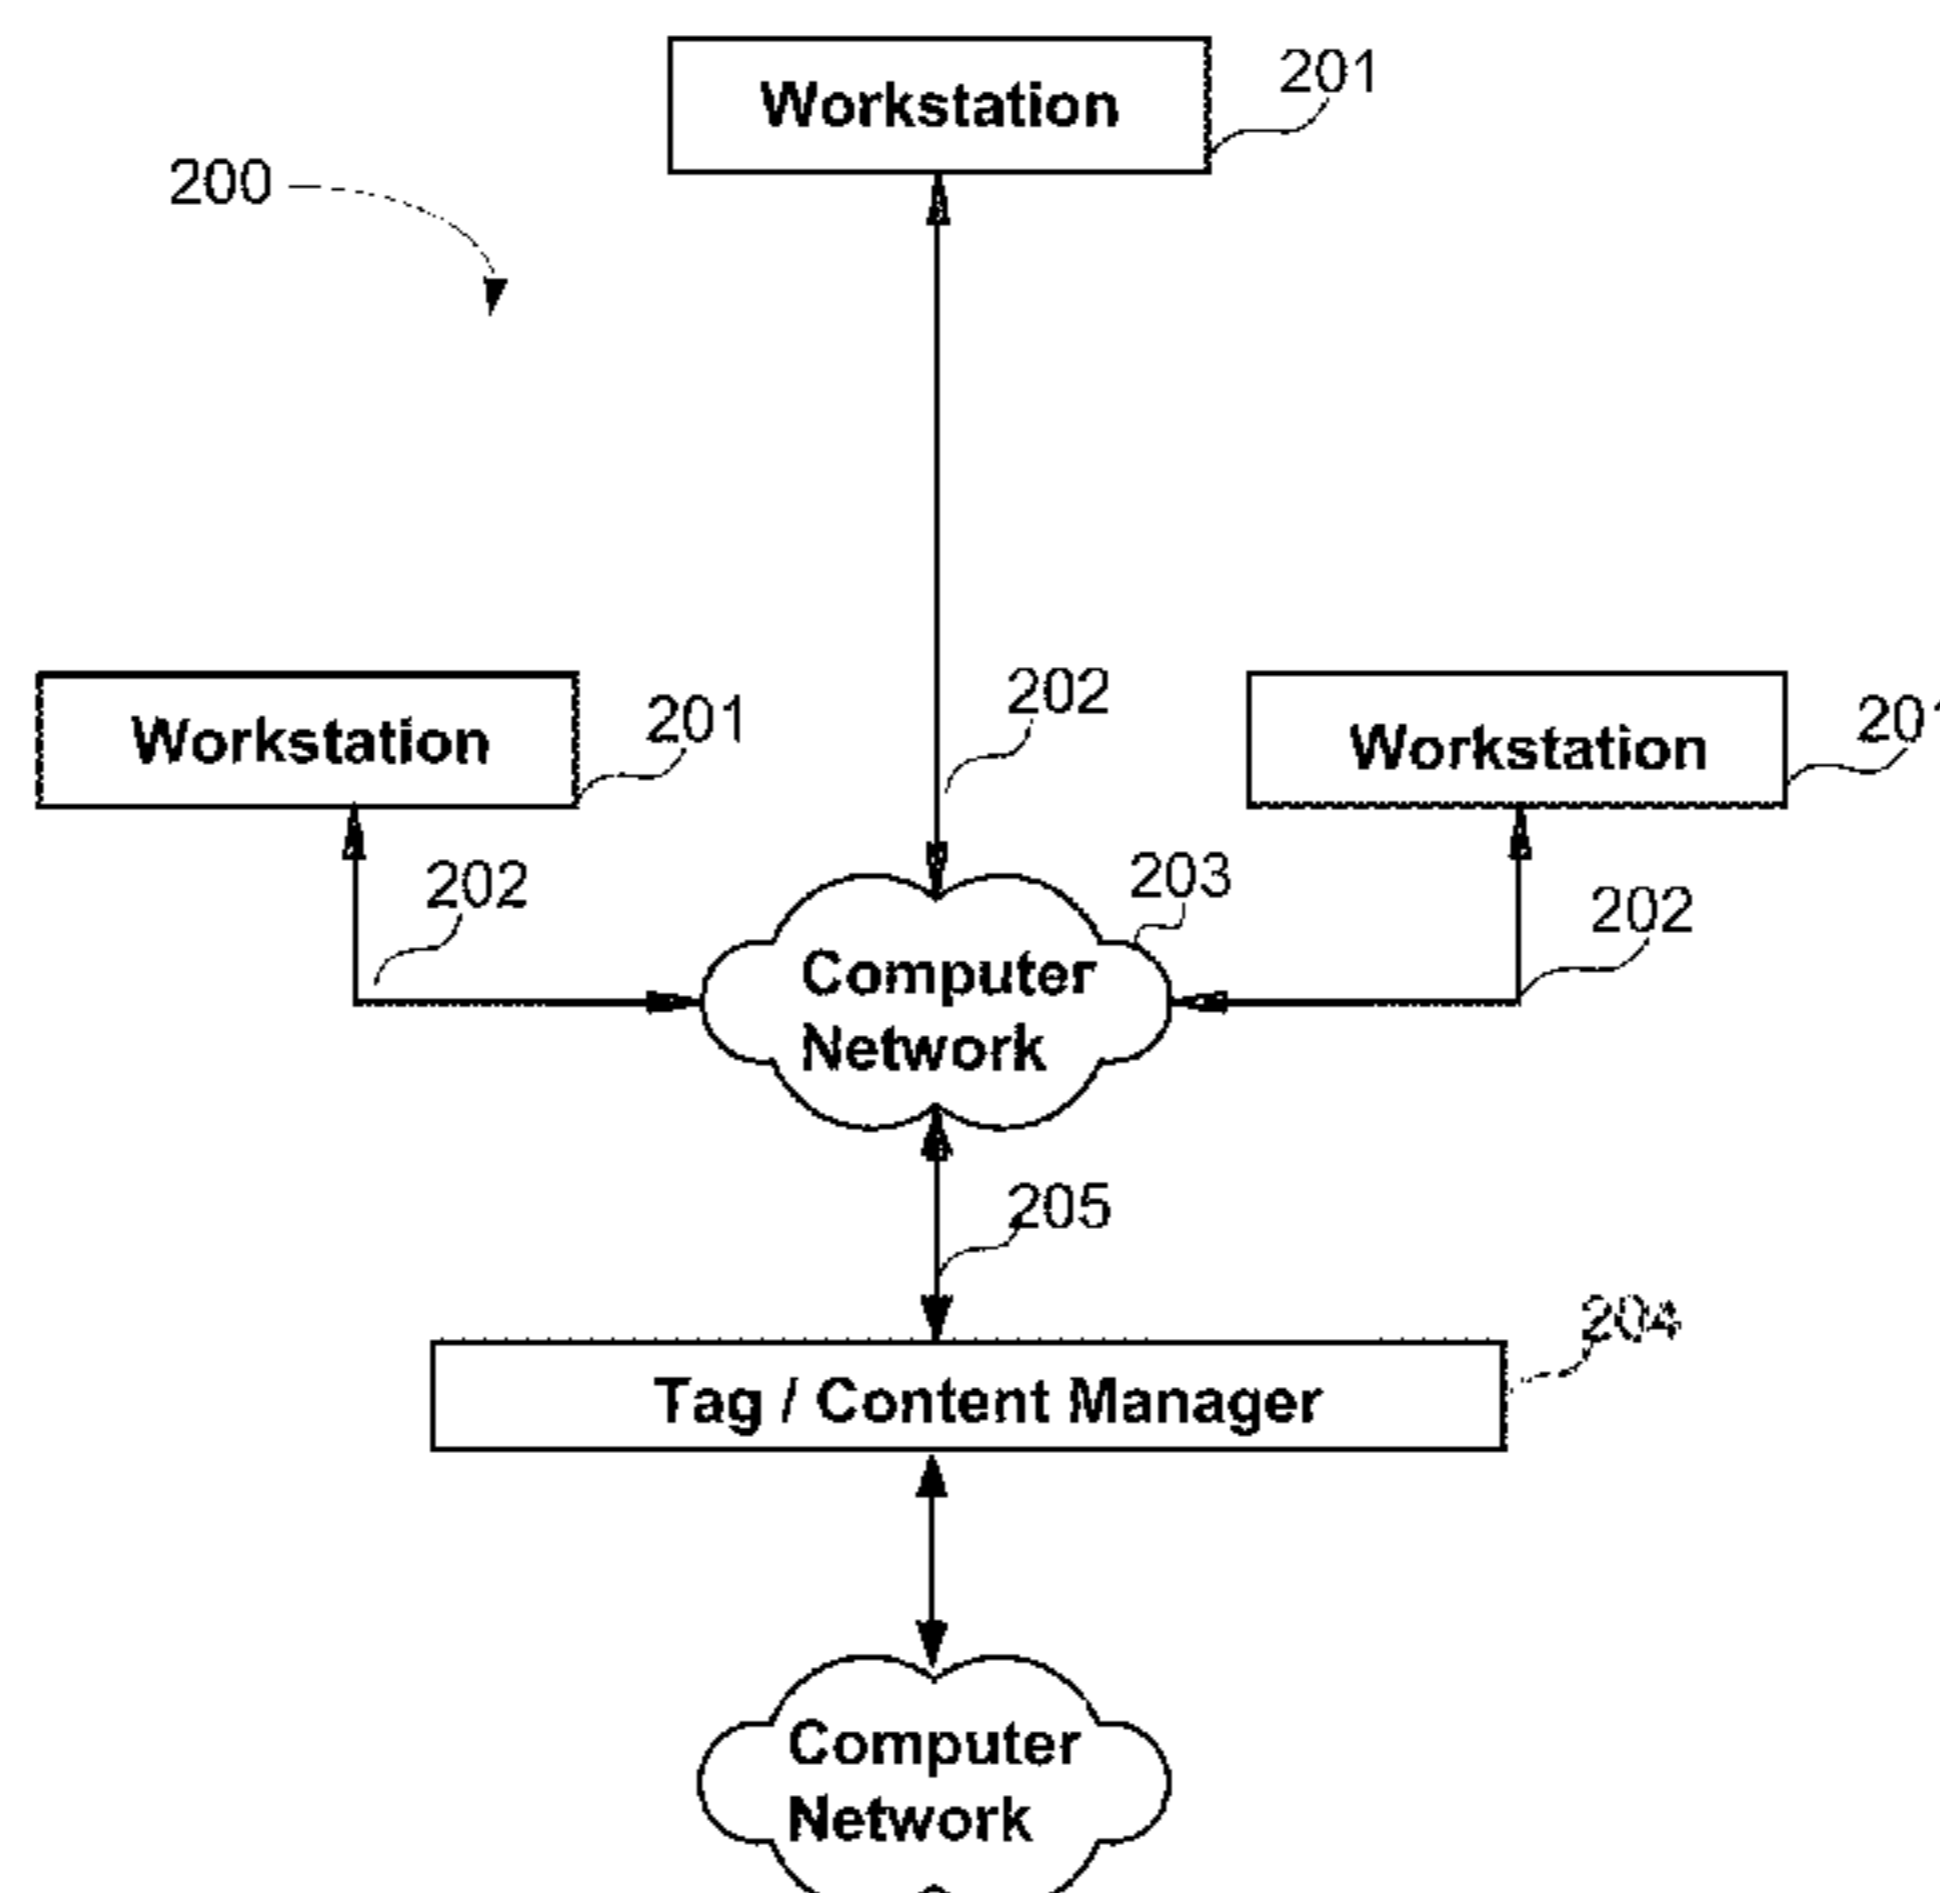 Workstation
201
200
202
Workstation
201
Workstation
201
202
203
202
Computer
Network
205
204
Tag / Content Manager
Computer
Network